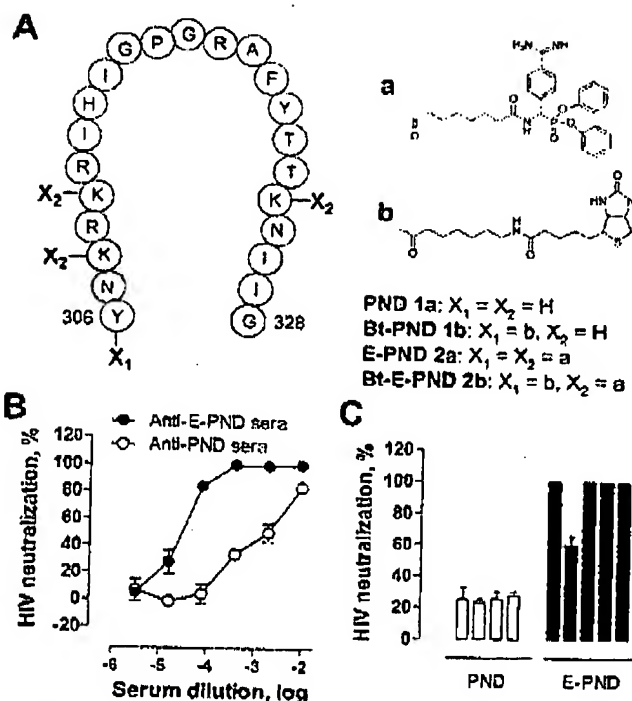 A
G P G R A
I F
H Y
I T
R T
X₂ K K X₂
R N
X₂ K I
N I
306 Y G 328
X₁
a
H₂N NH
O
N
H
P
O
O
O
b
O
H
N
O
O
HN
S
PND 1a: X₁ = X₂ = H
Bt-PND 1b: X₁ = b, X₂ = H
E-PND 2a: X₁ = X₂ = a
Bt-E-PND 2b: X₁ = b, X₂ = a
B
Anti-E-PND sera
Anti-PND sera
HIV neutralization, %
120
100
80
60
40
20
0
-20
-6 -5 -4 -3 -2
Serum dilution, log
C
HIV neutralization, %
120
100
80
60
40
20
0
PND E-PND